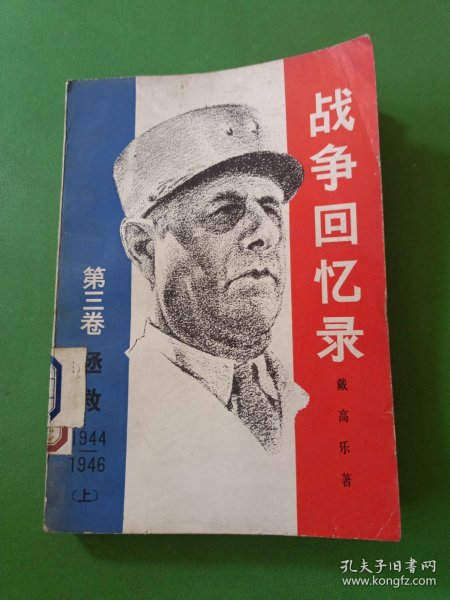 战争回忆录
戴高乐著
第三卷
拯救
1944
1946
〔上〕
孔夫子旧书网
www.kongfz.com